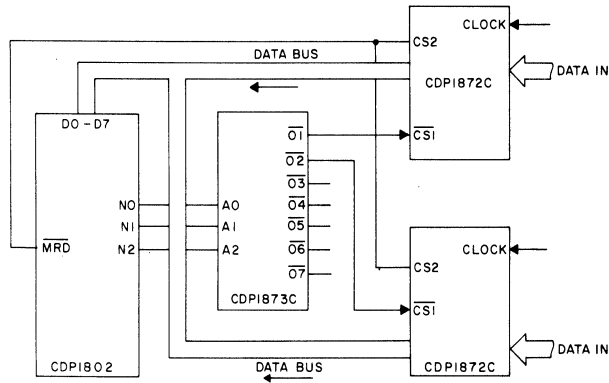 CLOCK
CS2
DATA BUS
DATA IN
CDP1872C
D0-D7
O1
CS1
O2
O3
N0
A0
O4
N1
A1
O5
MRD
N2
A2
O6
CLOCK
O7
CS2
CDP1873C
CS1
DATA IN
CDP1802
DATA BUS
CDP1872C